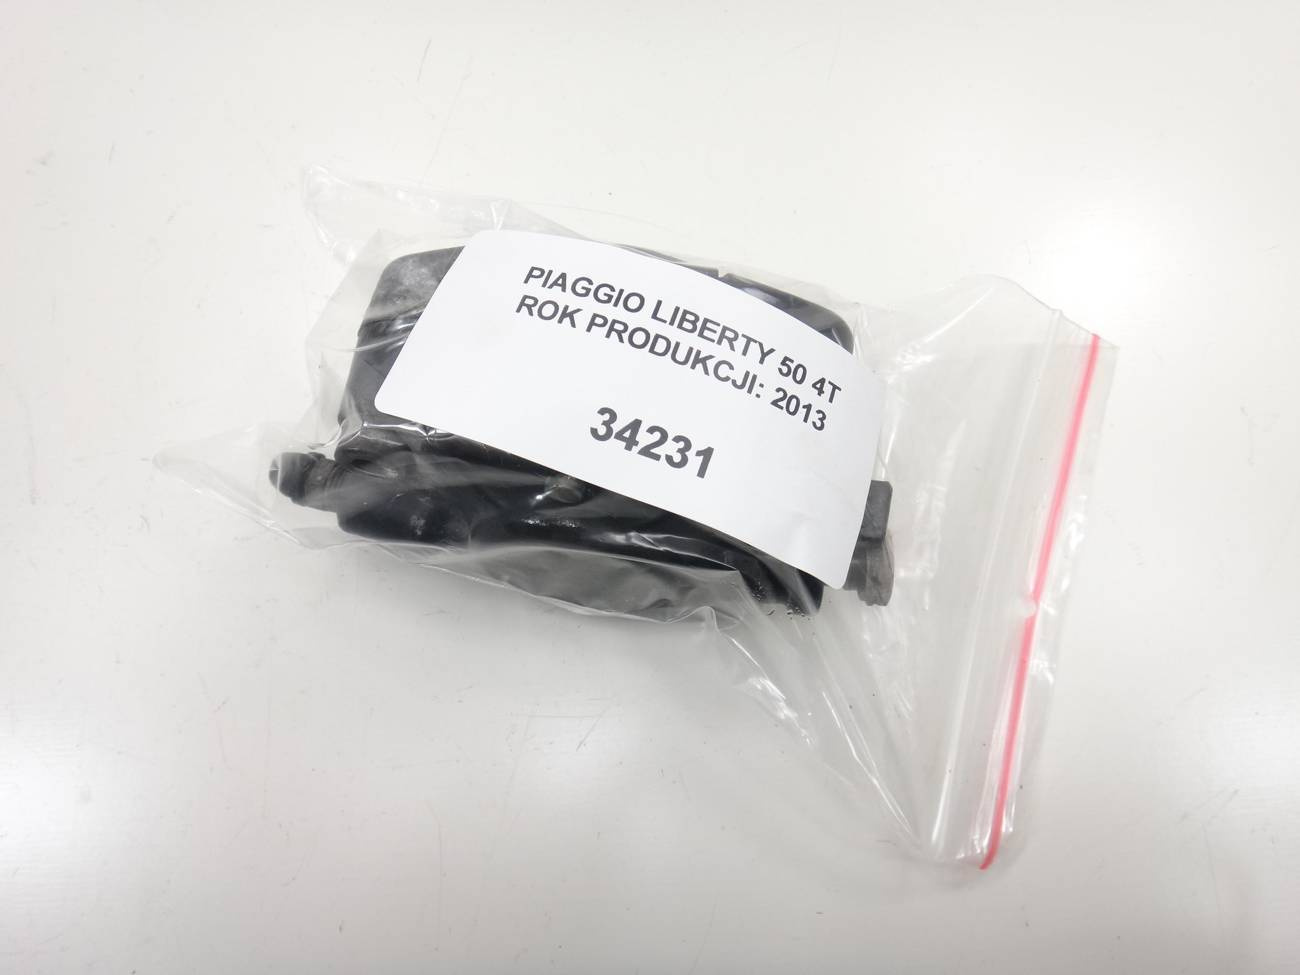 PIAGGIO LIBERTY 50 4T
ROK PRODUKCJI: 2013
34231